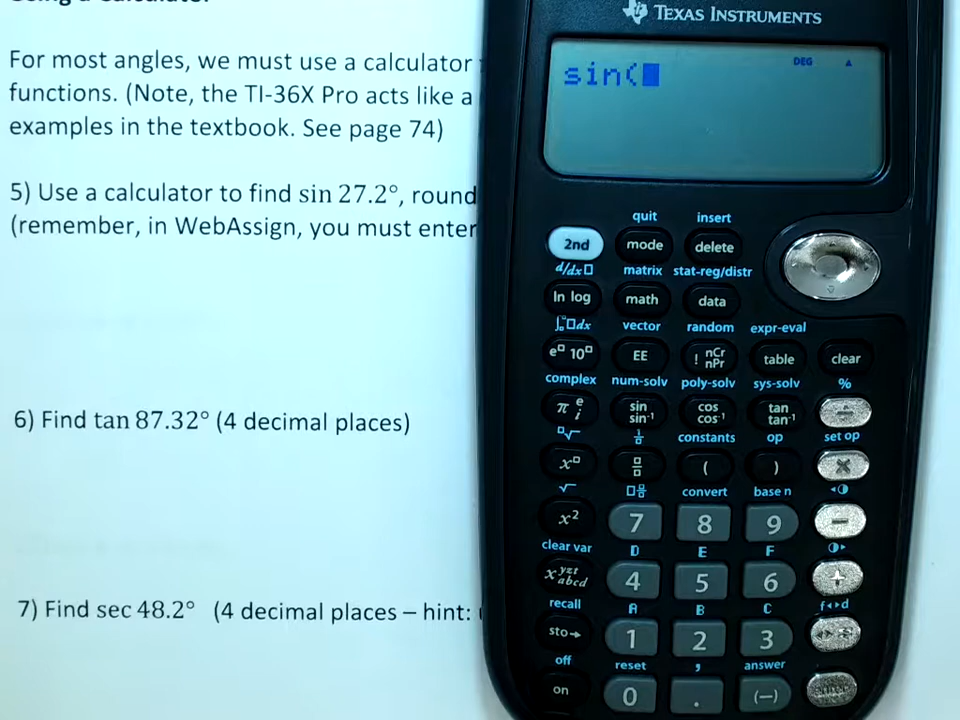 For most angles, we must use a calculator
functions. (Note, the TI-36X Pro acts like a
examples in the textbook. See page 74)
5) Use a calculator to find sin 27.2°, round
(remember, in WebAssign, you must enter
6) Find tan 87.32° (4 decimal places)
7) Find sec 48.2° (4 decimal places – hint:
TEXAS INSTRUMENTS
DEG
sin(
quit insert
2nd mode delete
d/dx□ matrix stat-reg/distr
ln log math data
∫□dx vector random expr-eval
e□ 10□ EE ! nCr nPr table clear
complex num-solv poly-solv sys-solv %
π e i sin sin-1 cos cos-1 tan tan-1 ÷
□√ 1/□ constants op set op
x□ □/□ ( ) ×
√ □□/□ convert base n
x² 7 8 9 −
clear var D E F
x yzt abcd 4 5 6 +
recall A B C f◂▸d
sto→ 1 2 3
off reset , answer
on 0 . (−) enter